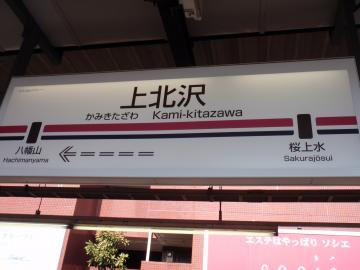 上北沢
かみきたざわ Kami-kitazawa
八幡山
Hachimanyama
桜上水
Sakurajōsui
エステはやっぱり ソシエ